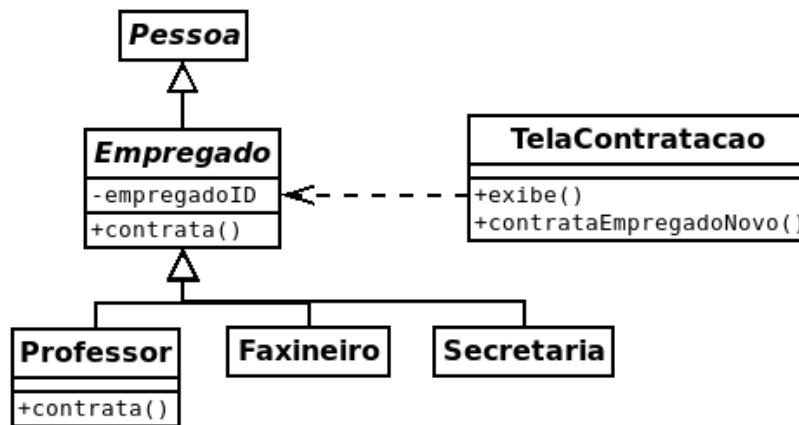 Pessoa
Empregado
-empregadoID
+contrata()
TelaContratacao
+exibe()
+contrataEmpregadoNovo()
Professor
+contrata()
Faxineiro
Secretaria